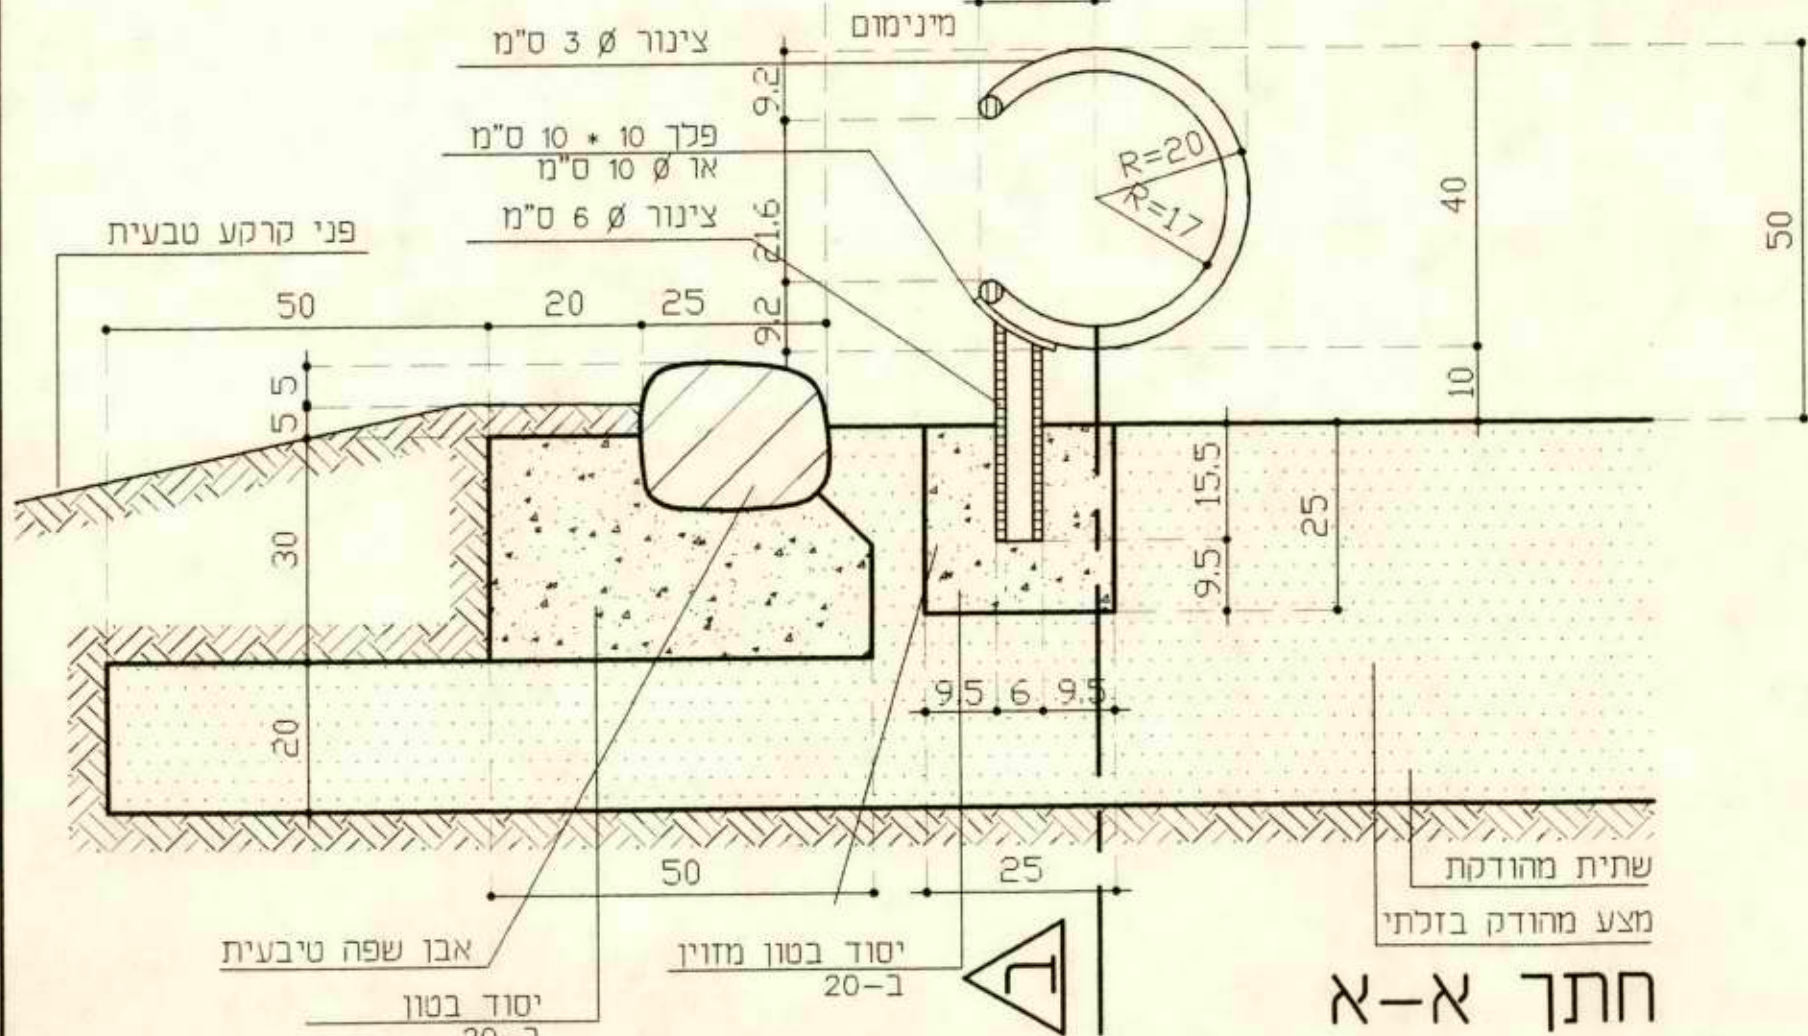 מינימום
צינור ⌀ 3 ס"מ
9.2
פלך 10 * 10 ס"מ
או ⌀ 10 ס"מ
R=20
R=17
40
50
צינור ⌀ 6 ס"מ
21.6
פני קרקע טבעית
50
20
25
9.2
10
5
5
15.5
25
30
9.5
9.5
6
9.5
20
50
25
שתית מהודקת
מצע מהודק בזלתי
אבן שפה טיבעית
יסוד בטון מזוין
ב-20
ב
יסוד בטון
ב-20
חתך א-א